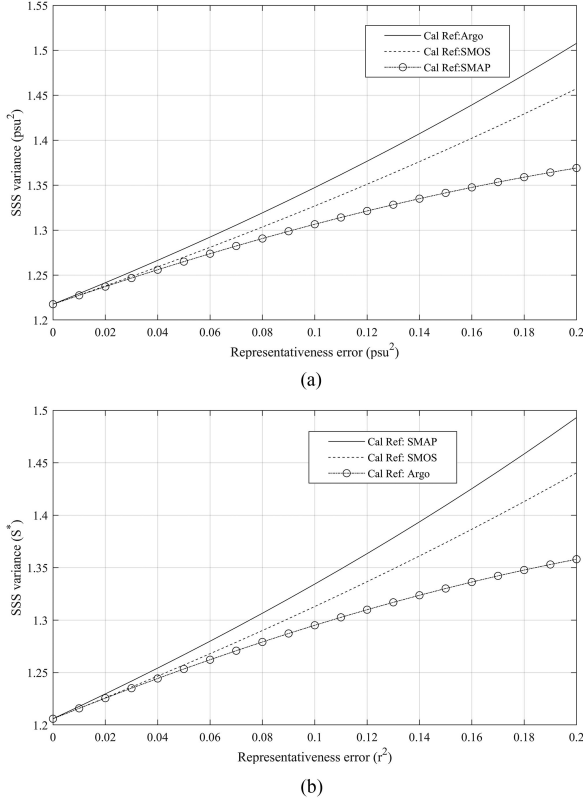 1.55
1.5
1.45
1.4
1.35
1.3
1.25
1.2
SSS variance (psu²)
Cal Ref:Argo
Cal Ref:SMOS
Cal Ref:SMAP
0 0.02 0.04 0.06 0.08 0.1 0.12 0.14 0.16 0.18 0.2
Representativeness error (psu²)
(a)
1.5
1.45
1.4
1.35
1.3
1.25
1.2
SSS variance (S*)
Cal Ref: SMAP
Cal Ref: SMOS
Cal Ref: Argo
0 0.02 0.04 0.06 0.08 0.1 0.12 0.14 0.16 0.18 0.2
Representativeness error (r²)
(b)